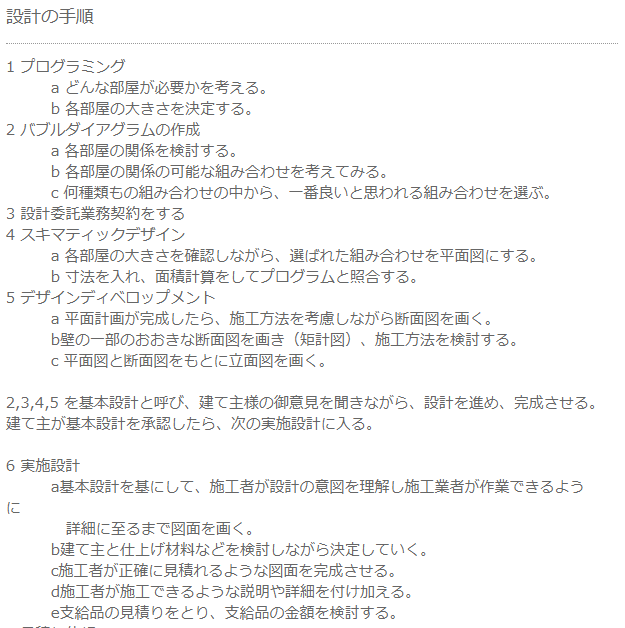 設計の手順
1 プログラミング
a どんな部屋が必要かを考える。
b 各部屋の大きさを決定する。
2 バブルダイアグラムの作成
a 各部屋の関係を検討する。
b 各部屋の関係の可能な組み合わせを考えてみる。
c 何種類もの組み合わせの中から、一番良いと思われる組み合わせを選ぶ。
3 設計委託業務契約をする
4 スキマティックデザイン
a 各部屋の大きさを確認しながら、選ばれた組み合わせを平面図にする。
b 寸法を入れ、面積計算をしてプログラムと照合する。
5 デザインディベロップメント
a 平面計画が完成したら、施工方法を考慮しながら断面図を画く。
b壁の一部のおおきな断面図を画き（矩計図）、施工方法を検討する。
c 平面図と断面図をもとに立面図を画く。
2,3,4,5 を基本設計と呼び、建て主様の御意見を聞きながら、設計を進め、完成させる。
建て主が基本設計を承認したら、次の実施設計に入る。
6 実施設計
a基本設計を基にして、施工者が設計の意図を理解し施工業者が作業できるよう
に
詳細に至るまで図面を画く。
b建て主と仕上げ材料などを検討しながら決定していく。
c施工者が正確に見積れるような図面を完成させる。
d施工者が施工できるような説明や詳細を付け加える。
e支給品の見積りをとり、支給品の金額を検討する。